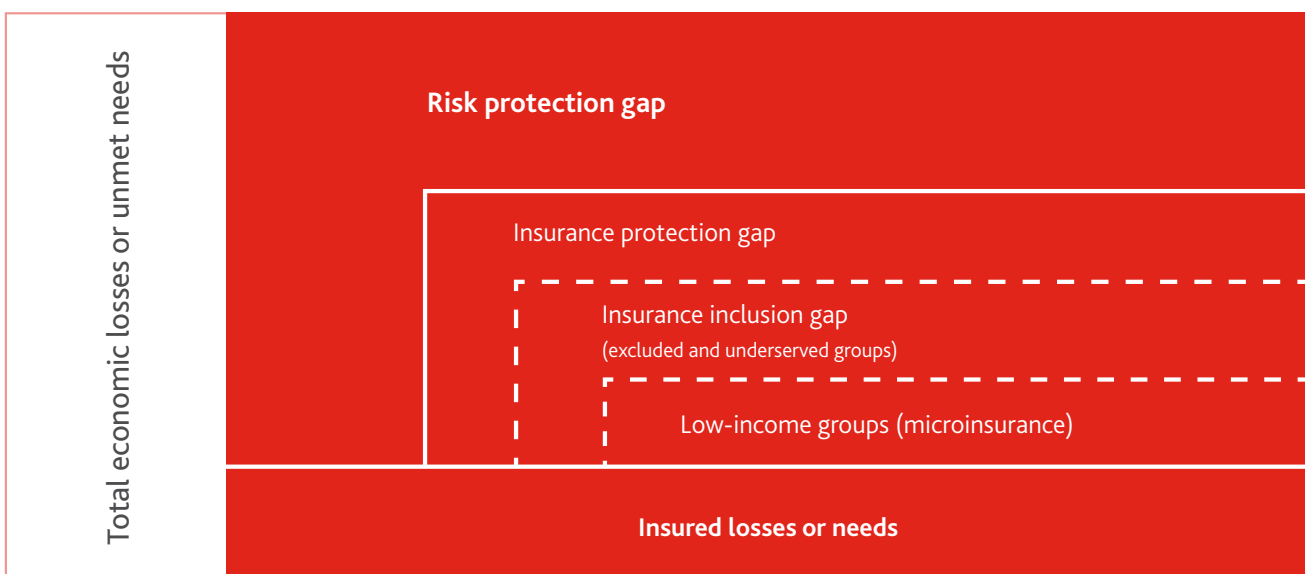 Total economic losses or unmet needs
Risk protection gap
Insurance protection gap
Insurance inclusion gap
(excluded and underserved groups)
Low-income groups (microinsurance)
Insured losses or needs